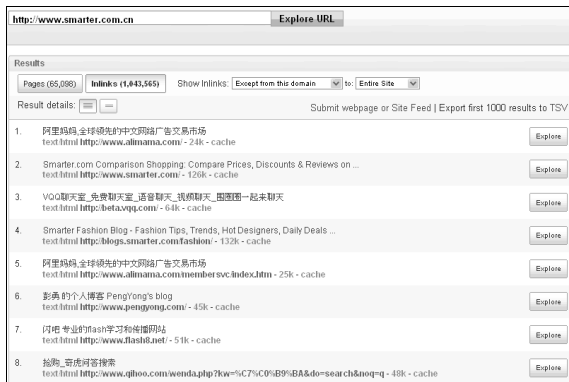 http://www.smarter.com.cn Explore URL
Results
Pages (65,098) Inlinks (1,043,565) Show Inlinks: Except from this domain to: Entire Site
Result details: Submit webpage or Site Feed | Export first 1000 results to TSV
1. 阿里妈妈,全球领先的中文网络广告交易市场 Explore
text/html http://www.alimama.com/ - 24k - cache
2. Smarter.com Comparison Shopping: Compare Prices, Discounts & Reviews on ... Explore
text/html http://www.smarter.com/ - 126k - cache
3. VQQ聊天室_免费聊天室_语音聊天_视频聊天_围圈圈一起来聊天 Explore
text/html http://beta.vqq.com/ - 64k - cache
4. Smarter Fashion Blog - Fashion Tips, Trends, Hot Designers, Daily Deals ... Explore
text/html http://blogs.smarter.com/fashion/ - 132k - cache
5. 阿里妈妈,全球领先的中文网络广告交易市场 Explore
text/html http://www.alimama.com/membersvc/index.htm - 25k - cache
6. 彭勇 的个人博客 PengYong's blog Explore
text/html http://www.pengyong.com/ - 45k - cache
7. 闪吧 专业的flash学习和传播网站 Explore
text/html http://www.flash8.net/ - 51k - cache
8. 抢购_奇虎问答搜索 Explore
text/html http://www.qihoo.com/wenda.php?kw=%C7%C0%B9%BA&do=search&noq=q - 48k - cache